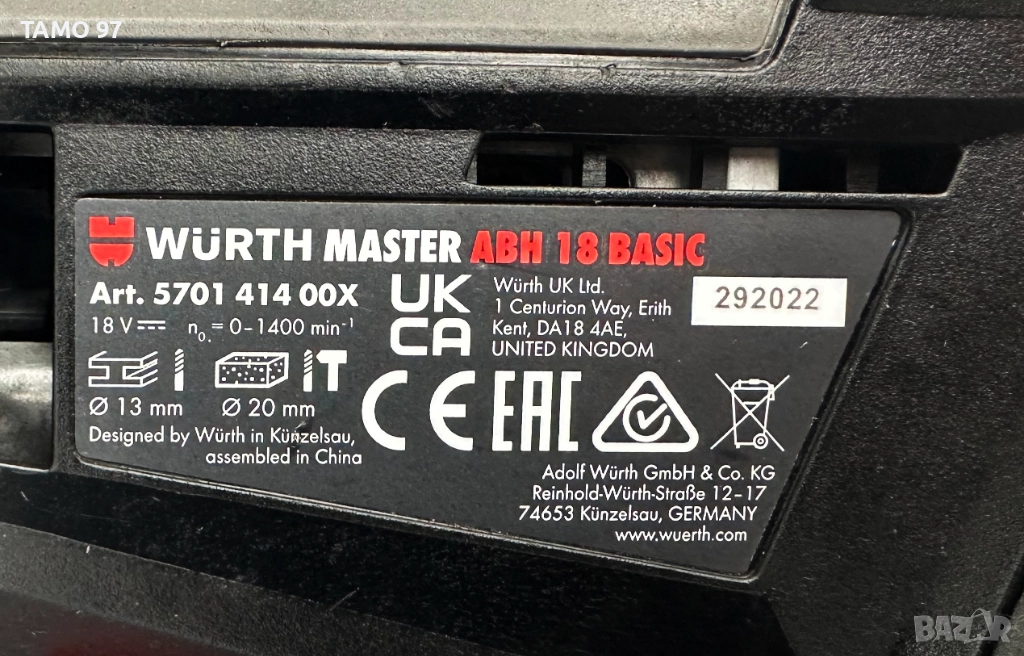 TAMO 97
WÜRTH MASTER ABH 18 BASIC
Art. 5701 414 00X
18 V n₀ = 0–1400 min⁻¹
Ø 13 mm Ø 20 mm
Designed by Würth in Künzelsau,
assembled in China
UK
CA
Würth UK Ltd.
1 Centurion Way, Erith
Kent, DA18 4AE,
UNITED KINGDOM
292022
CE EAC
Adolf Würth GmbH & Co. KG
Reinhold-Würth-Straße 12–17
74653 Künzelsau, GERMANY
www.wuerth.com
BAZAR